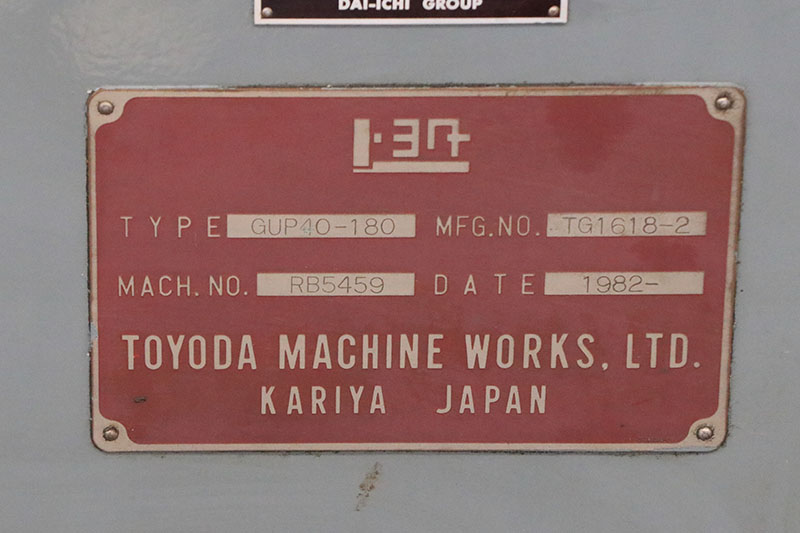 DAI-ICHI GROUP
トヨタ
TYPE GUP40-180 MFG.NO. TG1618-2
MACH.NO. RB5459 DATE 1982-
TOYODA MACHINE WORKS, LTD.
KARIYA JAPAN